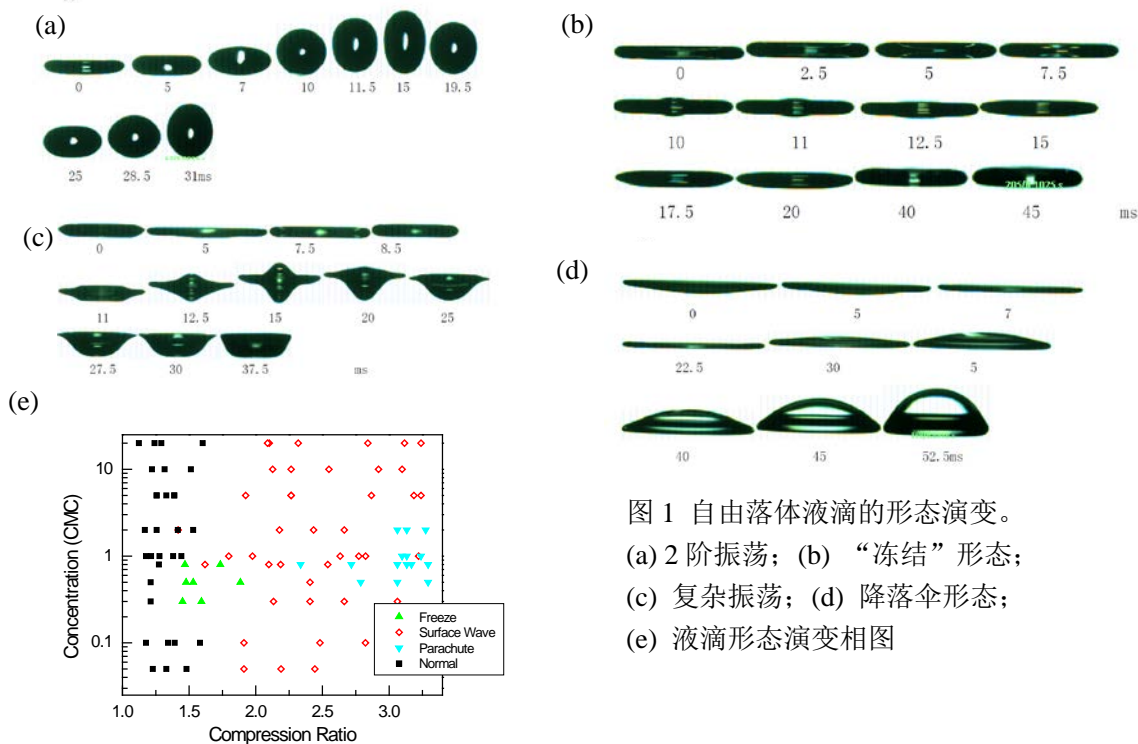 (a)
0 5 7 10 11.5 15 19.5
25 28.5 31ms
(b)
0 2.5 5 7.5
10 11 12.5 15
17.5 20 40 45 ms
(c)
0 5 7.5 8.5
11 12.5 15 20 25
27.5 30 37.5 ms
(d)
0 5 7
22.5 30 5
40 45 52.5ms
(e)
Concentration (CMC)
10
1
0.1
Freeze
Surface Wave
Parachute
Normal
1.0 1.5 2.0 2.5 3.0
Compression Ratio
图 1 自由落体液滴的形态演变。
(a) 2 阶振荡；(b) “冻结”形态；
(c) 复杂振荡；(d) 降落伞形态；
(e) 液滴形态演变相图